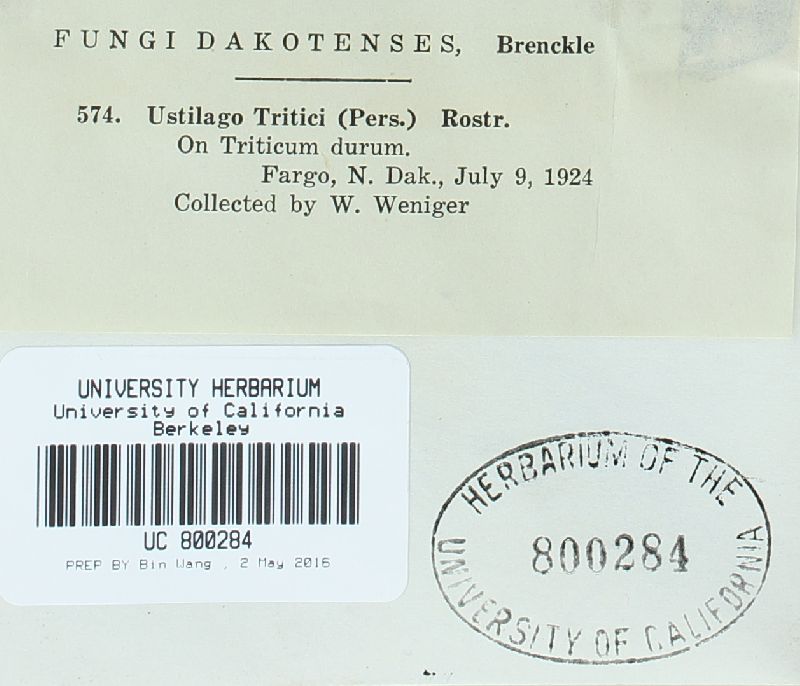 FUNGI DAKOTENSES, Brenckle
574. Ustilago Tritici (Pers.) Rostr.
On Triticum durum.
Fargo, N. Dak., July 9, 1924
Collected by W. Weniger
UNIVERSITY HERBARIUM
University of California
Berkeley
UC 800284
PREP BY Bin Wang , 2 May 2016
HERBARIUM OF THE
800284
UNIVERSITY OF CALIFORNIA